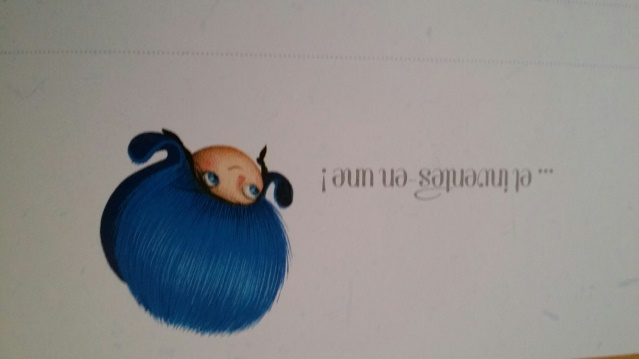 ... et inventes-en une !